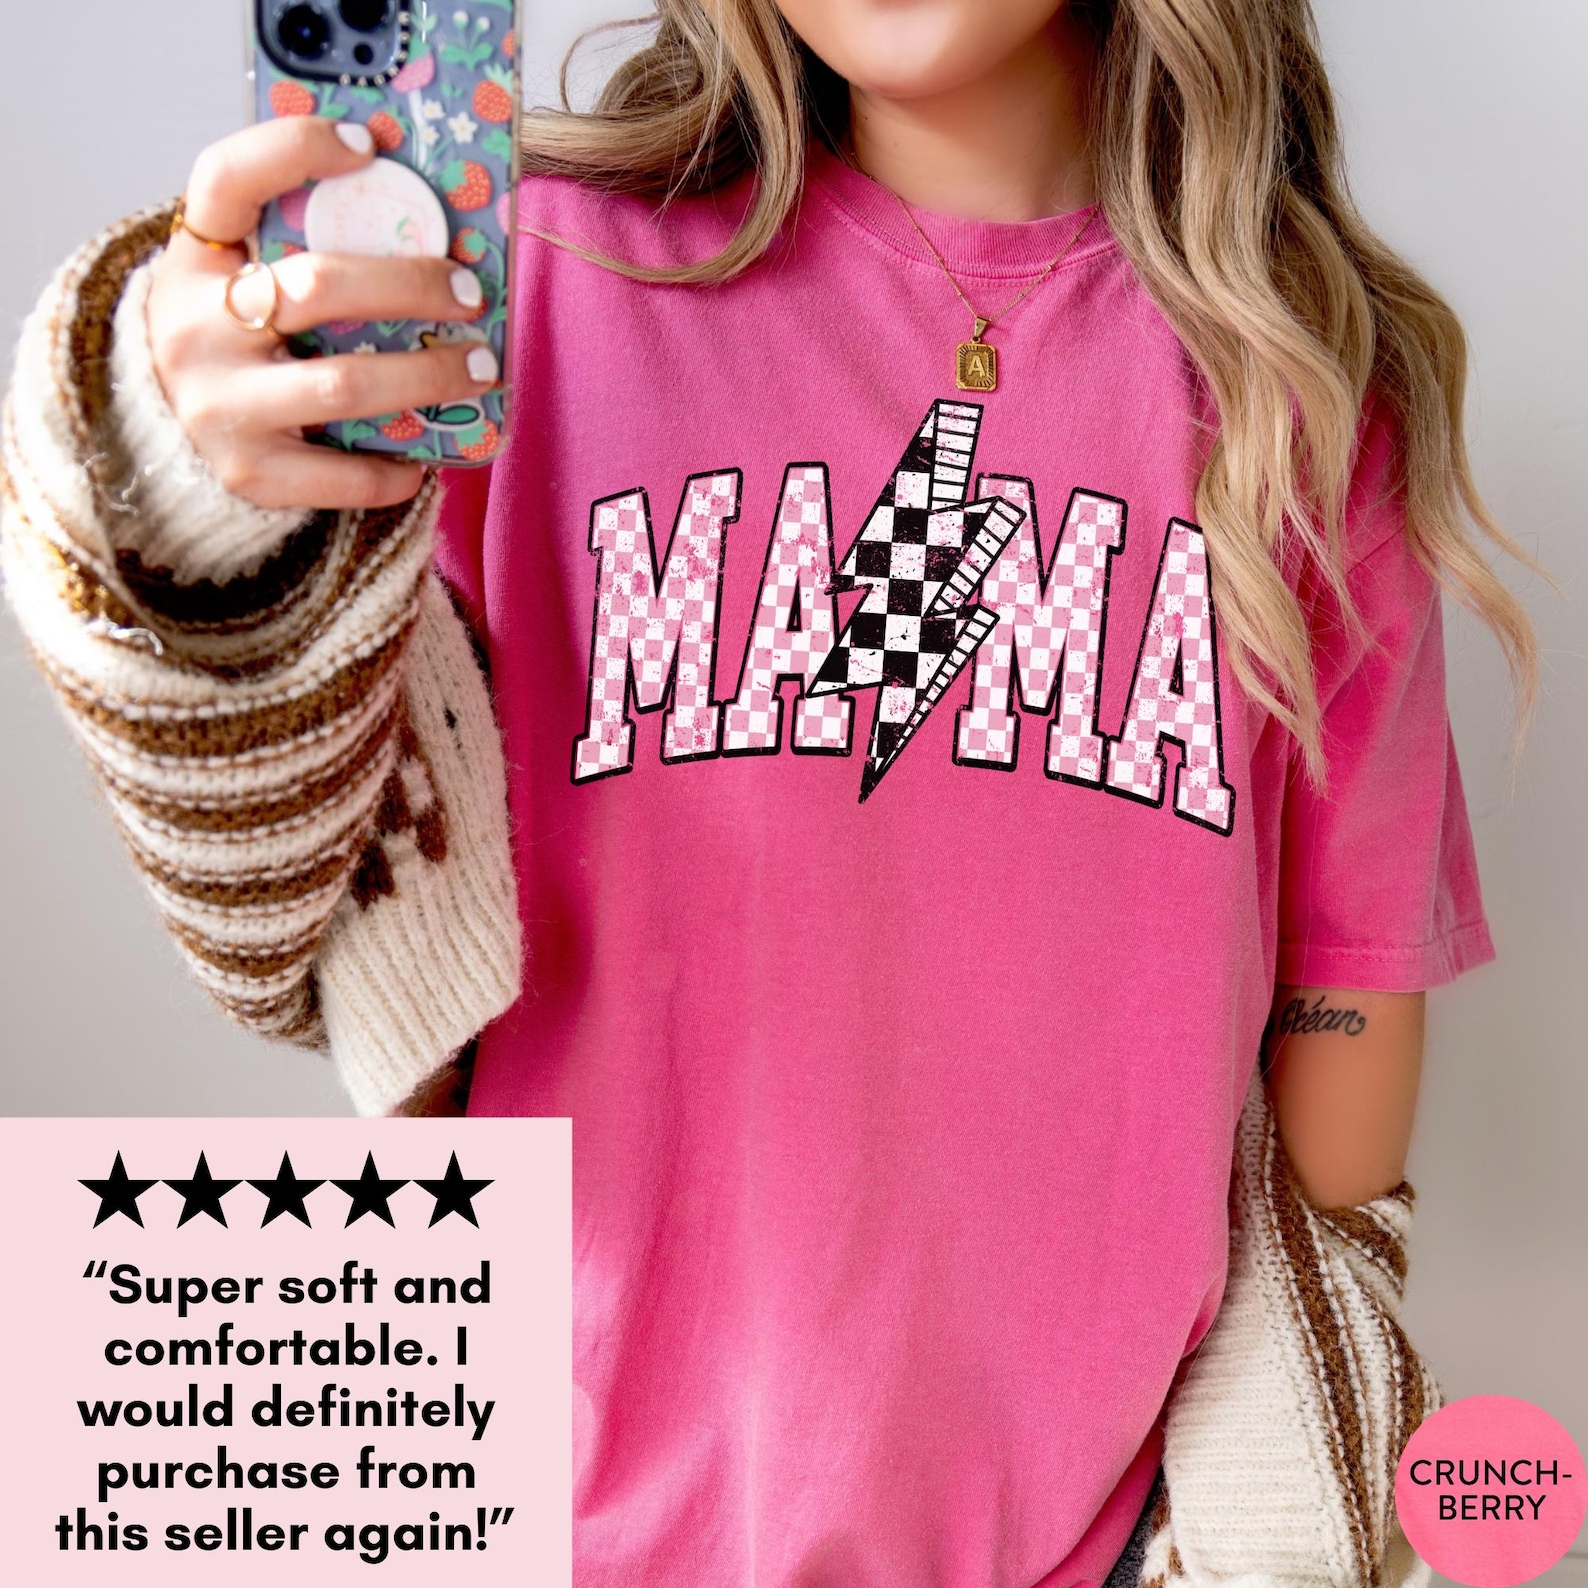 A
MAMA
“Super soft and
comfortable. I
would definitely
purchase from
this seller again!”
CRUNCH-
BERRY